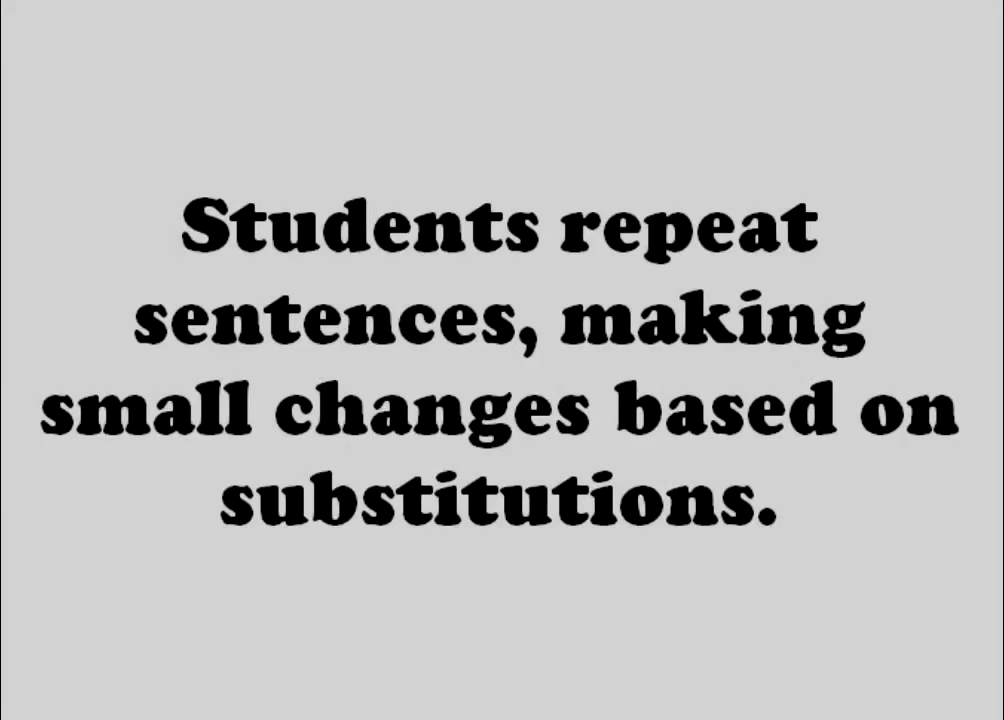 Students repeat
sentences, making
small changes based on
substitutions.